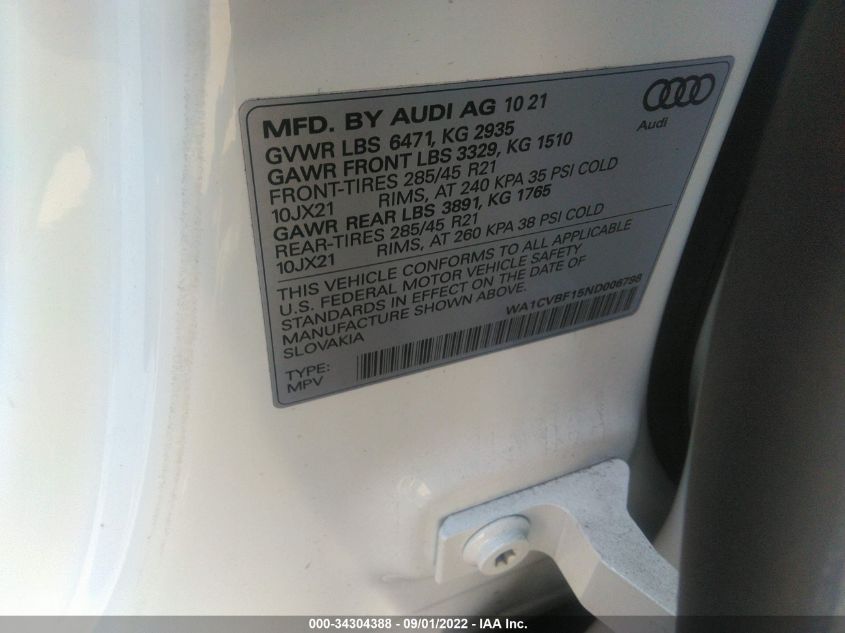 MFD. BY AUDI AG 10 21
GVWR LBS 6471, KG 2935
GAWR FRONT LBS 3329, KG 1510
FRONT-TIRES 285/45 R21
10JX21 RIMS, AT 240 KPA 35 PSI COLD
GAWR REAR LBS 3891, KG 1765
REAR-TIRES 285/45 R21
10JX21 RIMS, AT 260 KPA 38 PSI COLD
THIS VEHICLE CONFORMS TO ALL APPLICABLE
U.S. FEDERAL MOTOR VEHICLE SAFETY
STANDARDS IN EFFECT ON THE DATE OF
MANUFACTURE SHOWN ABOVE.
SLOVAKIA
WA1CVBF15ND006798
TYPE:
MPV
Audi
000-34304388 - 09/01/2022 - IAA Inc.